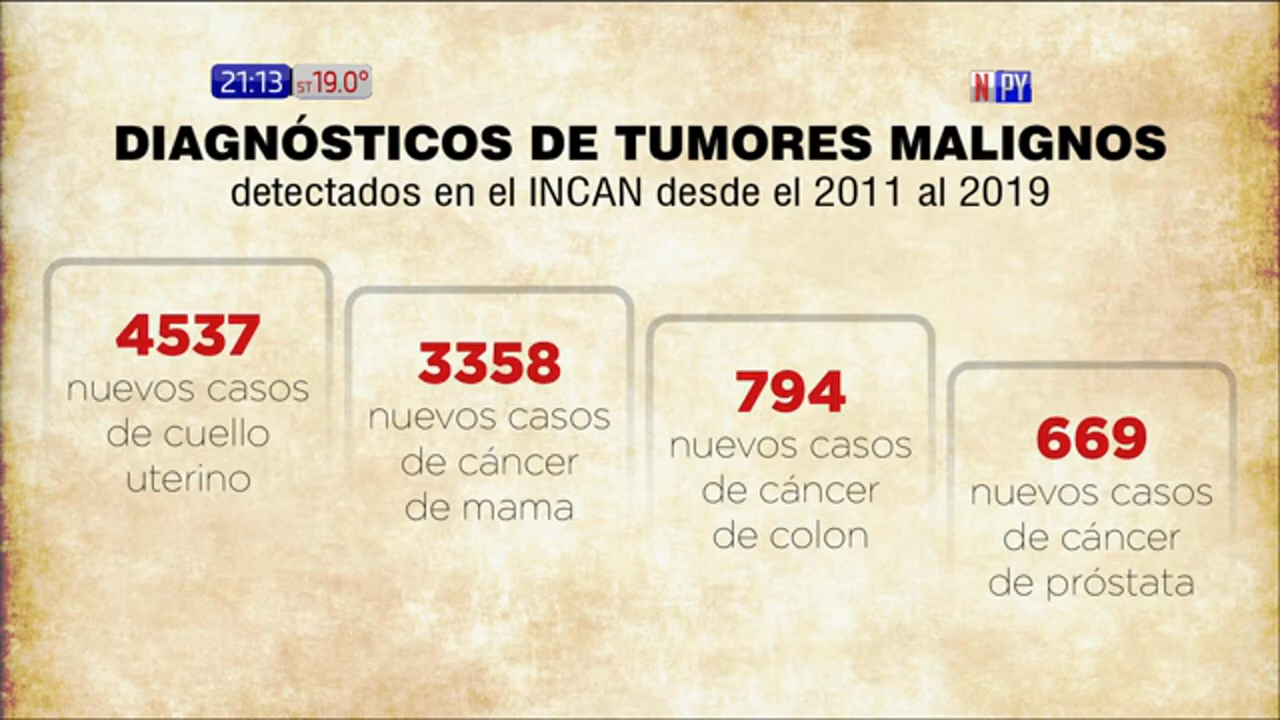 21:13 ST 19.0°
NPY
DIAGNÓSTICOS DE TUMORES MALIGNOS
detectados en el INCAN desde el 2011 al 2019
4537
nuevos casos
de cuello
uterino
3358
nuevos casos
de cáncer
de mama
794
nuevos casos
de cáncer
de colon
669
nuevos casos
de cáncer
de próstata